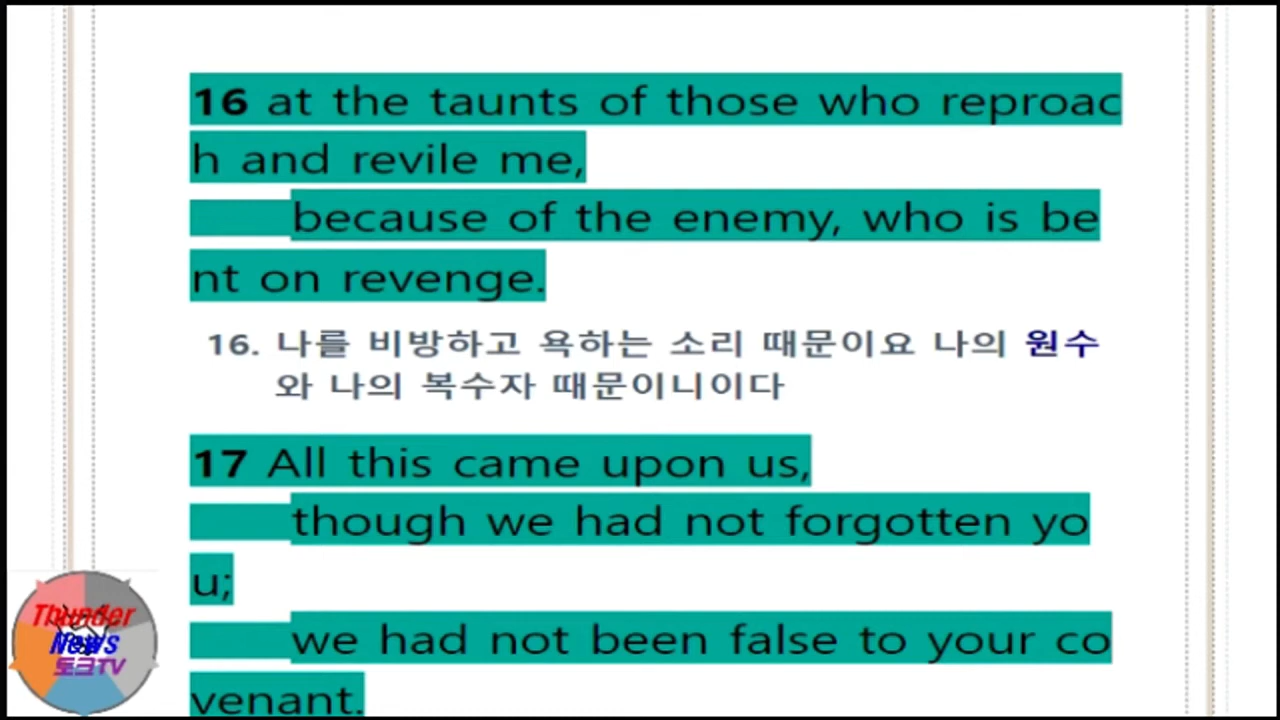 16 at the taunts of those who reproac
h and revile me,
because of the enemy, who is be
nt on revenge.
16. 나를 비방하고 욕하는 소리 때문이요 나의 원수
와 나의 복수자 때문이니이다
17 All this came upon us,
though we had not forgotten yo
u;
we had not been false to your co
venant.
Thunder
News
토크TV